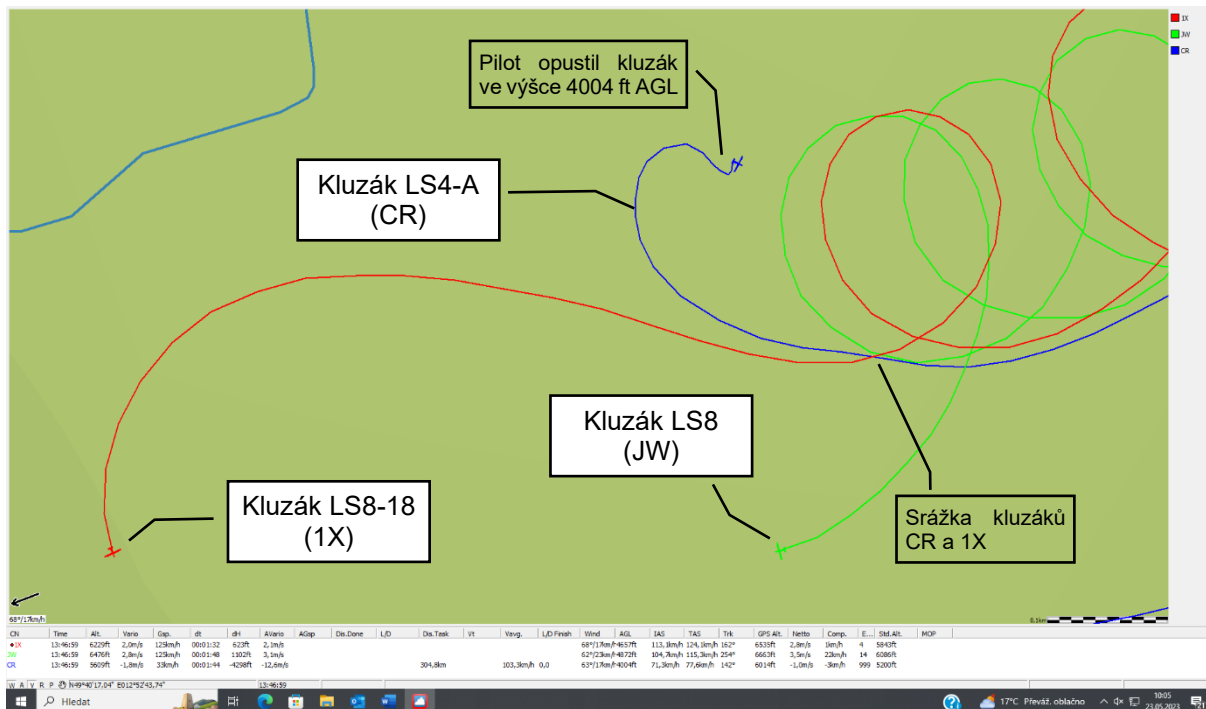 1X
JW
CR
Pilot opustil kluzák
ve výšce 4004 ft AGL
Kluzák LS4-A
(CR)
Kluzák LS8
(JW)
Kluzák LS8-18
(1X)
Srážka kluzáků
CR a 1X
68°/17km/h
0.5km
CN Time Alt. Vario Gsp. dt dH AVario AGsp Dis.Done L/D Dis.Task Vt Vavg. L/D Finish Wind AGL IAS TAS Trk GPS Alt. Netto Comp. E... Std.Alt. MOP
1X 13:46:59 6229ft 2,0m/s 125km/h 00:01:32 623ft 2,1m/s 68°/17km/h 4657ft 113,1km/h 124,1km/h 162° 6535ft 2,8m/s 1km/h 4 5843ft
JW 13:46:59 6476ft 2,8m/s 125km/h 00:01:48 1102ft 3,1m/s 62°/23km/h 4872ft 104,7km/h 115,3km/h 254° 6663ft 3,5m/s 22km/h 14 6086ft
CR 13:46:59 5609ft -1,8m/s 33km/h 00:01:44 -4298ft -12,6m/s 304,8km 103,3km/h 0,0 63°/17km/h 4004ft 71,3km/h 77,6km/h 142° 6014ft -1,0m/s -3km/h 999 5200ft
W A y R P N49°40'17,04" E012°52'43,74" 13:46:59
Hledat
17°C Převáž. oblačno
10:05
23.05.2023